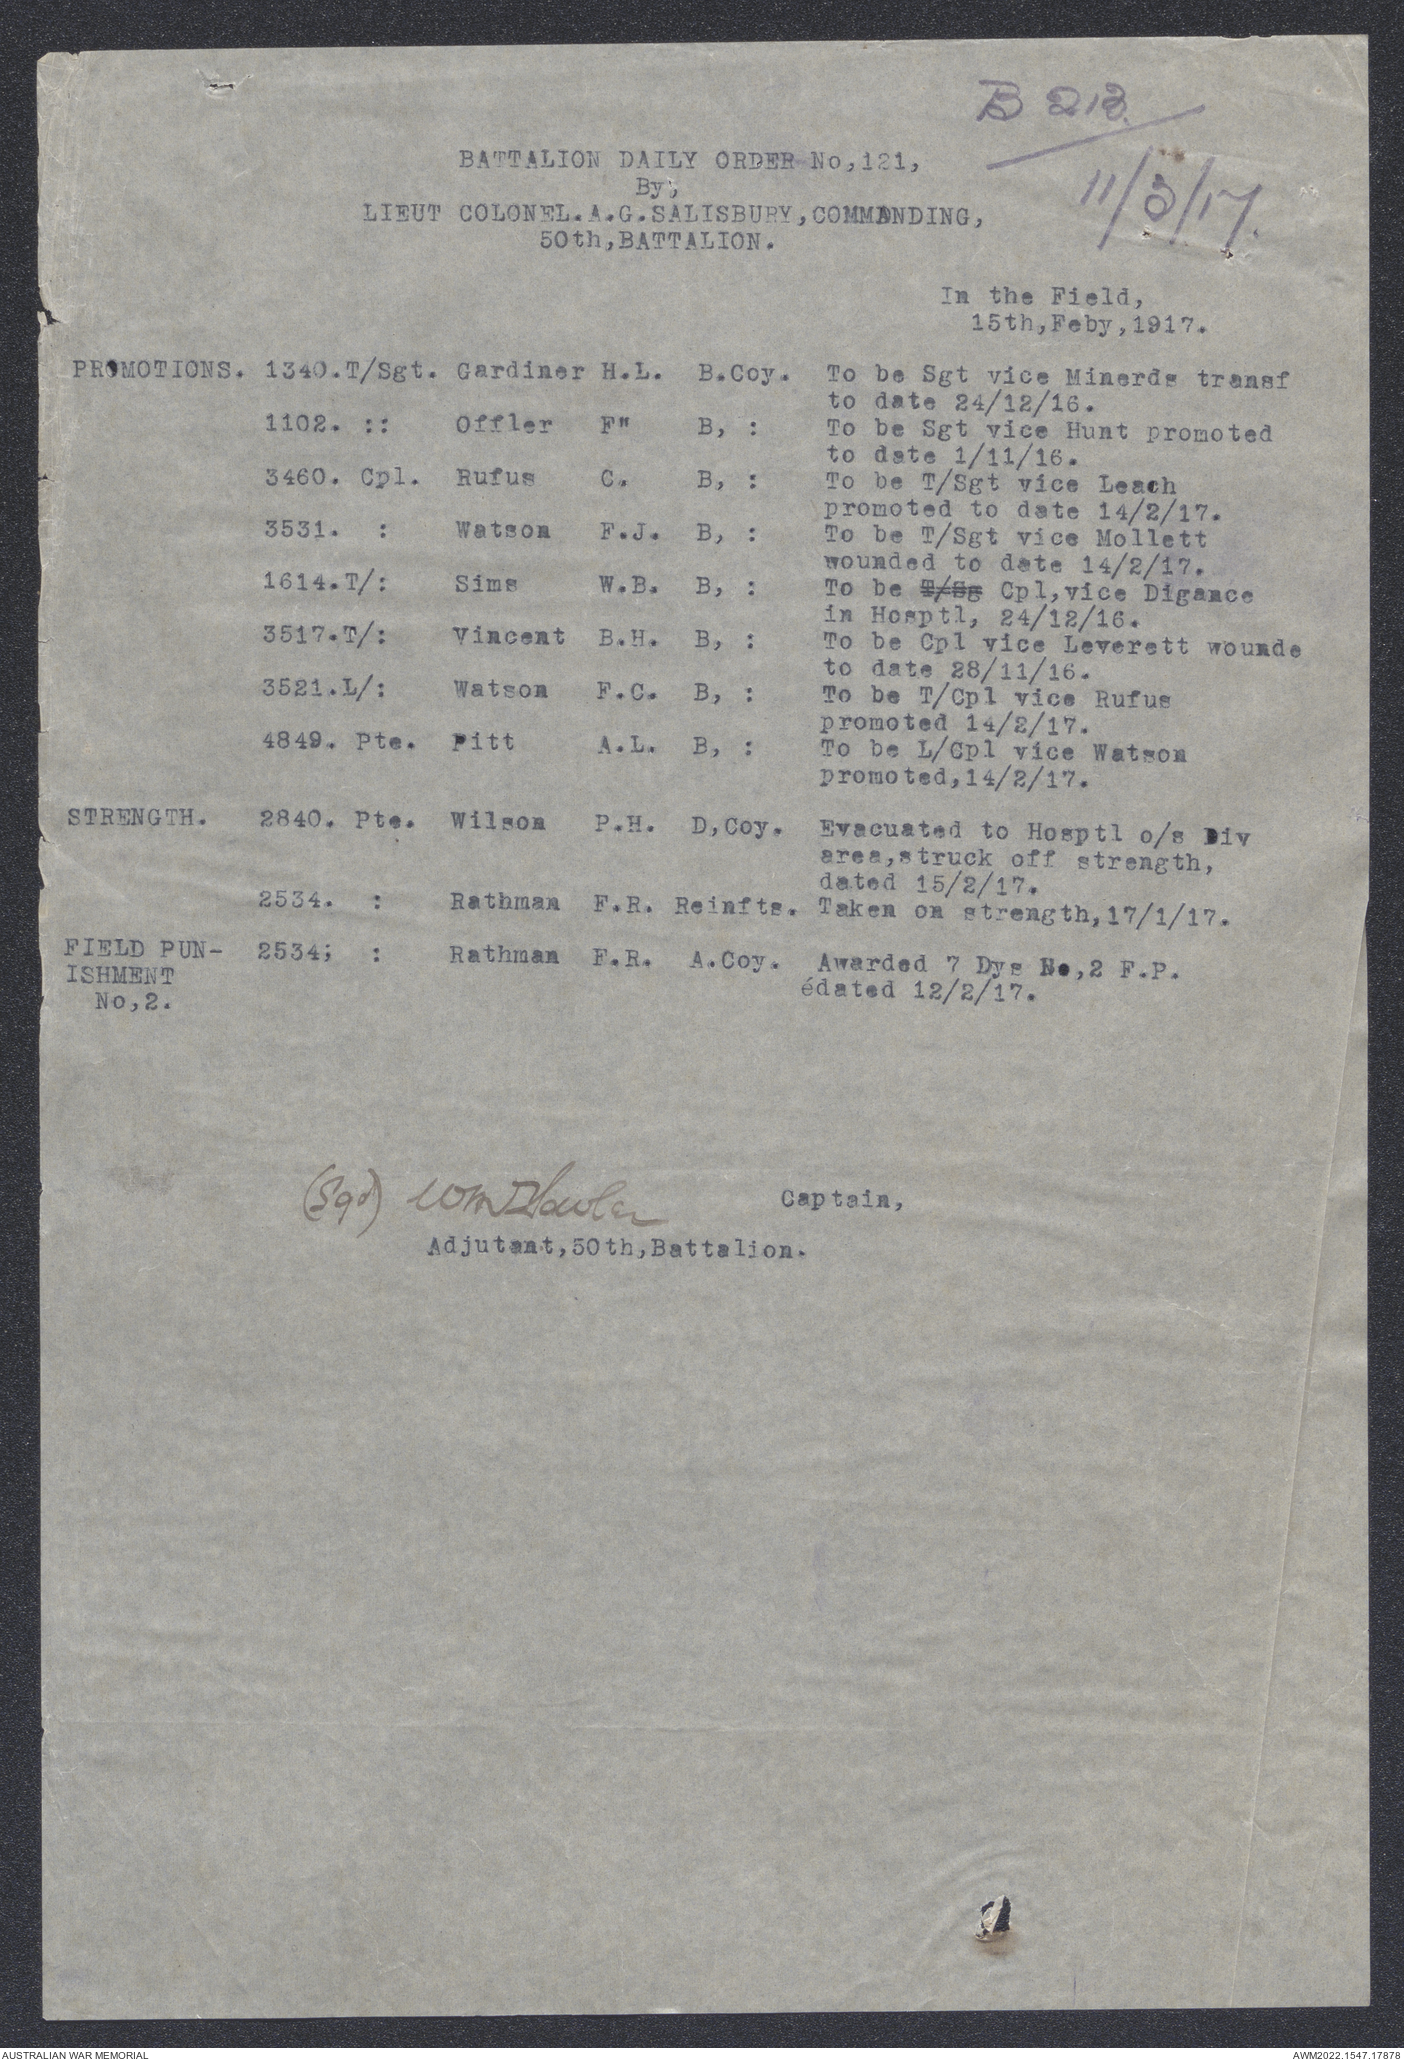 B 213.
11/3/17.
BATTALION DAILY ORDER No,121,
By,
LIEUT COLONEL.A.G.SALISBURY,COMMANDING,
50th,BATTALION.
In the Field,
15th,Feby,1917.
PROMOTIONS. 1340.T/Sgt. Gardiner H.L. B.Coy. To be Sgt vice Minerds transf
to date 24/12/16.
1102. :: Offler F" B, : To be Sgt vice Hunt promoted
to date 1/11/16.
3460. Cpl. Rufus C. B, : To be T/Sgt vice Leach
promoted to date 14/2/17.
3531. : Watson F.J. B, : To be T/Sgt vice Mollett
wounded to date 14/2/17.
1614.T/: Sims W.B. B, : To be T/Sg Cpl,vice Digance
in Hosptl, 24/12/16.
3517.T/: Vincent B.H. B, : To be Cpl vice Leverett wounde
to date 28/11/16.
3521.L/: Watson F.C. B, : To be T/Cpl vice Rufus
promoted 14/2/17.
4849. Pte. Pitt A.L. B, : To be L/Cpl vice Watson
promoted,14/2/17.
STRENGTH. 2840. Pte. Wilson P.H. D,Coy. Evacuated to Hosptl o/s Div
area,struck off strength,
dated 15/2/17.
2534. : Rathman F.R. Reinfts. Taken on strength,17/1/17.
FIELD PUN- 2534; : Rathman F.R. A.Coy. Awarded 7 Dys No,2 F.P.
ISHMENT édated 12/2/17.
No,2.
(Sgd) Captain,
Adjutant,50th,Battalion.
AUSTRALIAN WAR MEMORIAL AWM2022.1547.17878